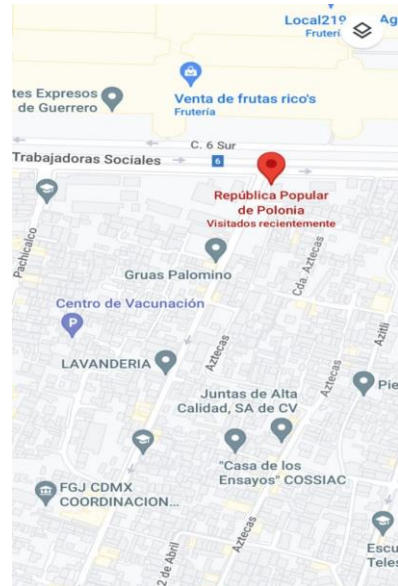 Local219
Ag
Frutería
tes Expresos
de Guerrero
Venta de frutas rico's
Frutería
C. 6 Sur
Trabajadoras Sociales
6
República Popular
de Polonia
Visitados recientemente
Pachicalco
Gruas Palomino
Cda. Aztecas
Azitli
Centro de Vacunación
P
LAVANDERIA
Aztecas
Aztecas
Juntas de Alta
Calidad, SA de CV
Pie
"Casa de los
Ensayos" COSSIAC
FGJ CDMX
COORDINACION...
2 de Abril
Aztecas
Escu
Teles